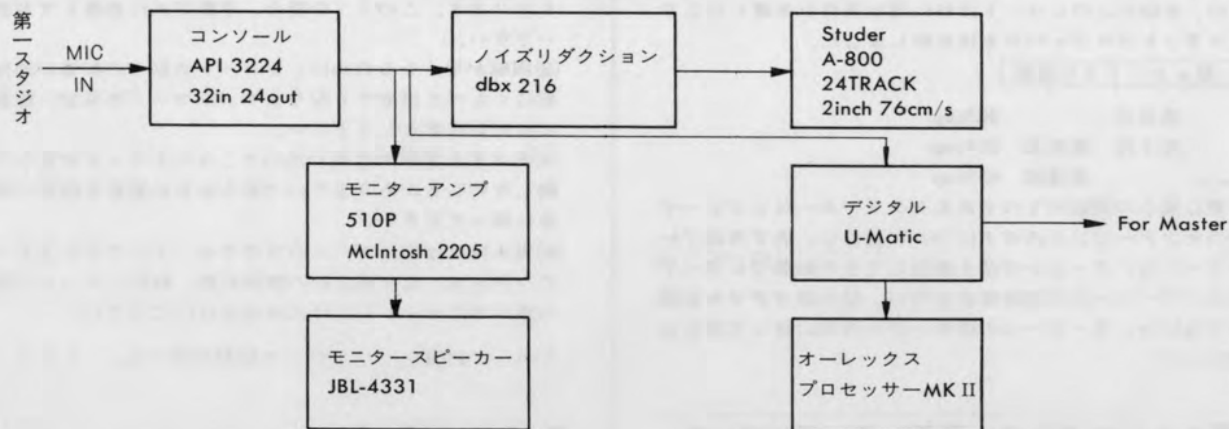 第一スタジオ
MIC
IN
コンソール
API 3224
32in 24out
ノイズリダクション
dbx 216
Studer
A-800
24TRACK
2inch 76cm/s
モニターアンプ
510P
McIntosh 2205
デジタル
U-Matic
For Master
モニタースピーカー
JBL-4331
オーレックス
プロセッサーMK II